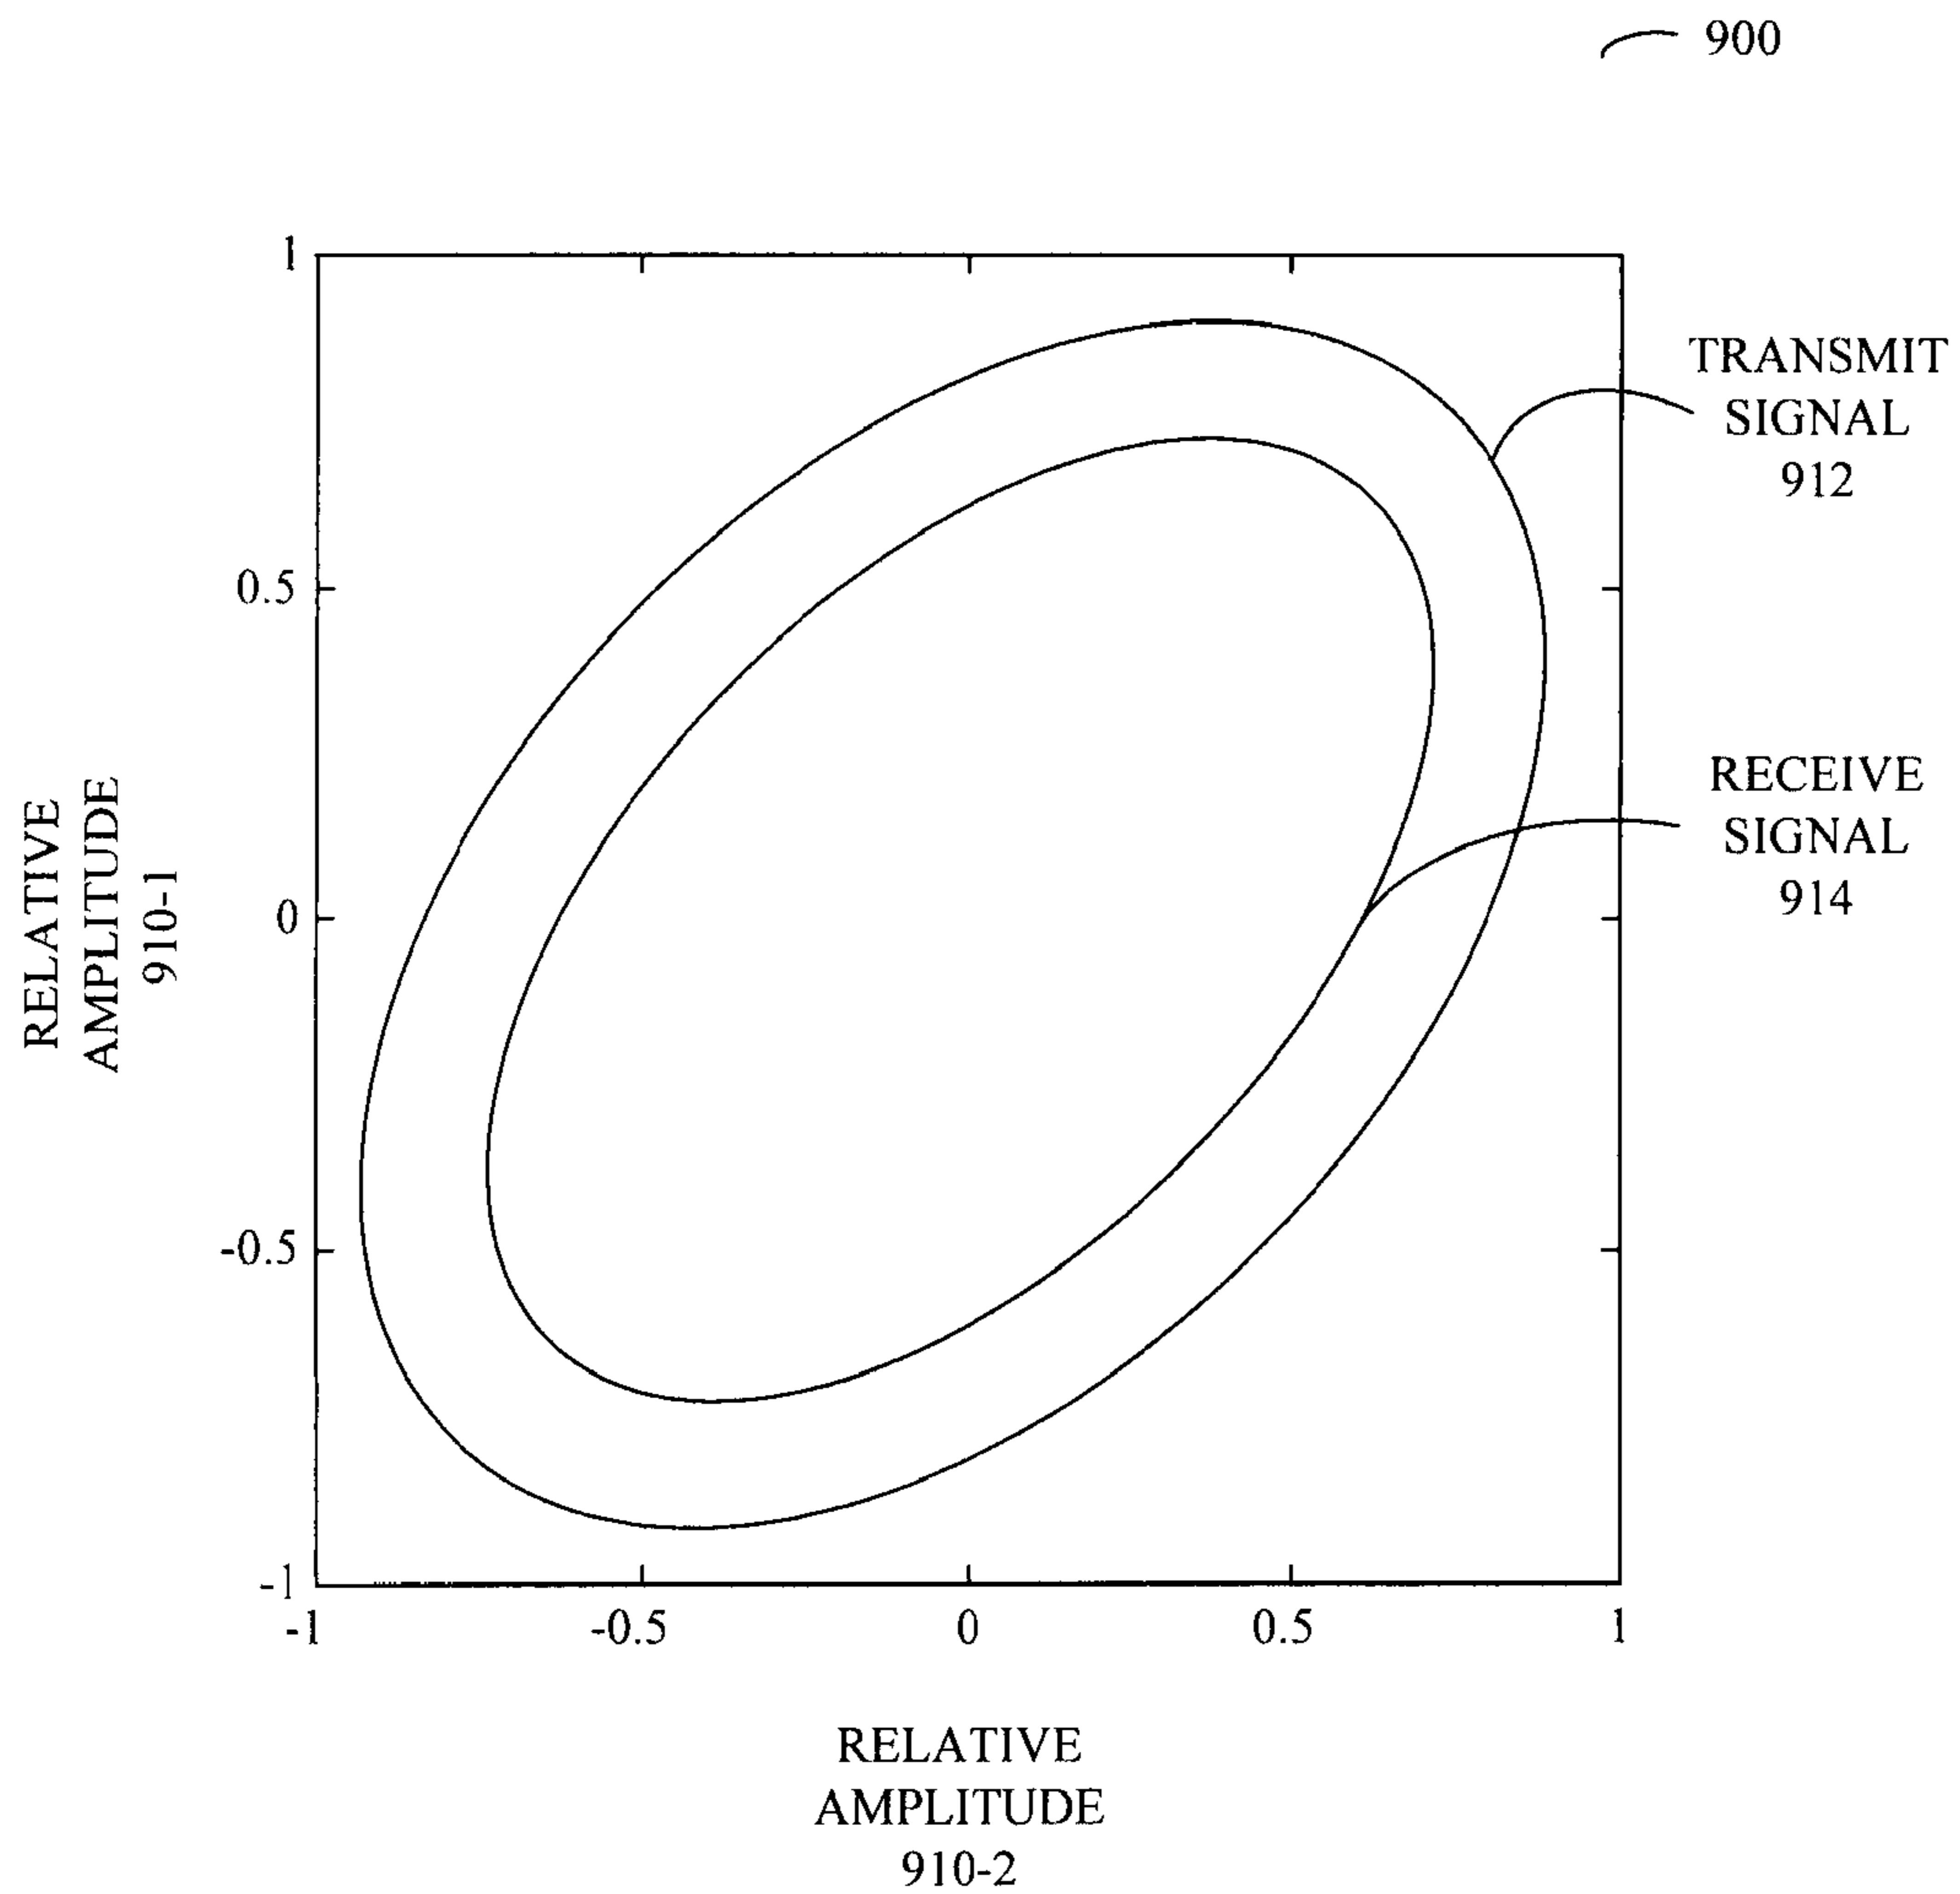 900
1
TRANSMIT
SIGNAL
912
0.5
RECEIVE
SIGNAL
914
RELATIVE
AMPLITUDE
910-1
0
-0.5
-1
-1
-0.5
0
0.5
1
RELATIVE
AMPLITUDE
910-2